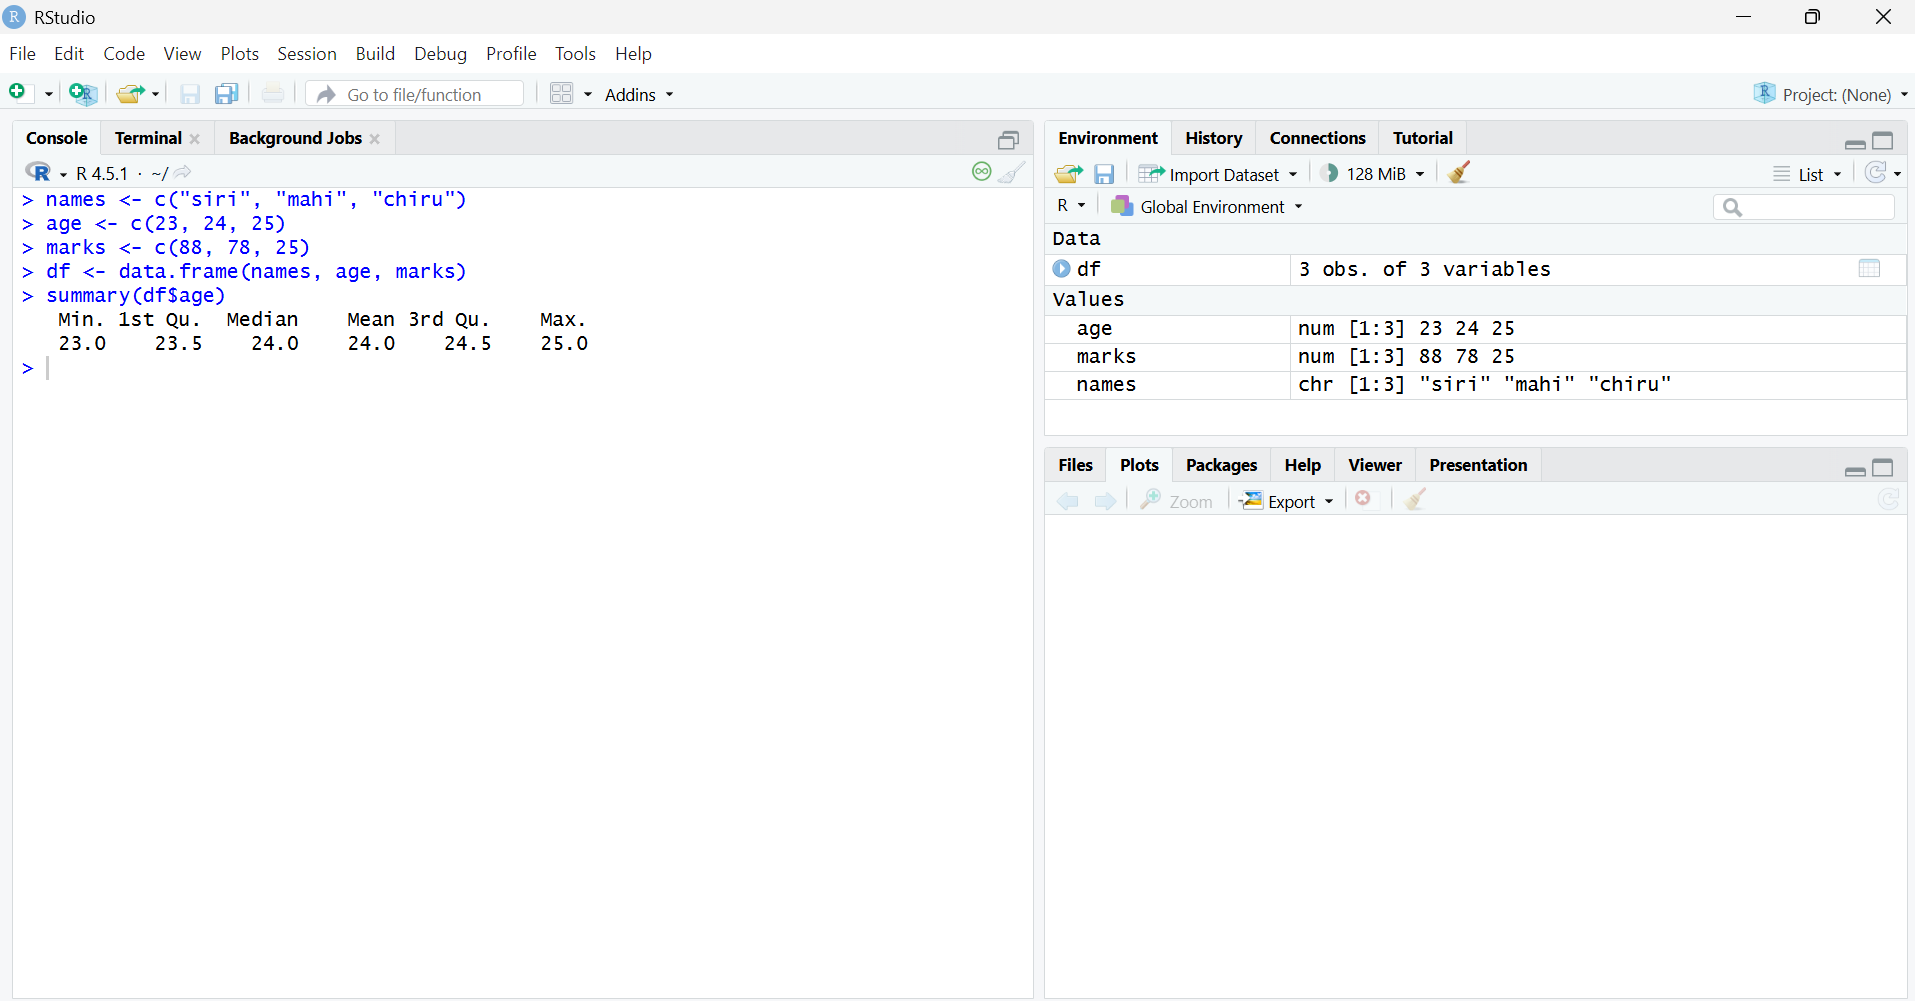 RStudio
File Edit Code View Plots Session Build Debug Profile Tools Help
Go to file/function Addins Project: (None)
Console Terminal Background Jobs
R 4.5.1 · ~/
> names <- c("siri", "mahi", "chiru")
> age <- c(23, 24, 25)
> marks <- c(88, 78, 25)
> df <- data.frame(names, age, marks)
> summary(df$age)
Min. 1st Qu. Median Mean 3rd Qu. Max.
23.0 23.5 24.0 24.0 24.5 25.0
>
Environment History Connections Tutorial
Import Dataset 128 MiB List
R Global Environment
Data
df 3 obs. of 3 variables
Values
age num [1:3] 23 24 25
marks num [1:3] 88 78 25
names chr [1:3] "siri" "mahi" "chiru"
Files Plots Packages Help Viewer Presentation
Zoom Export